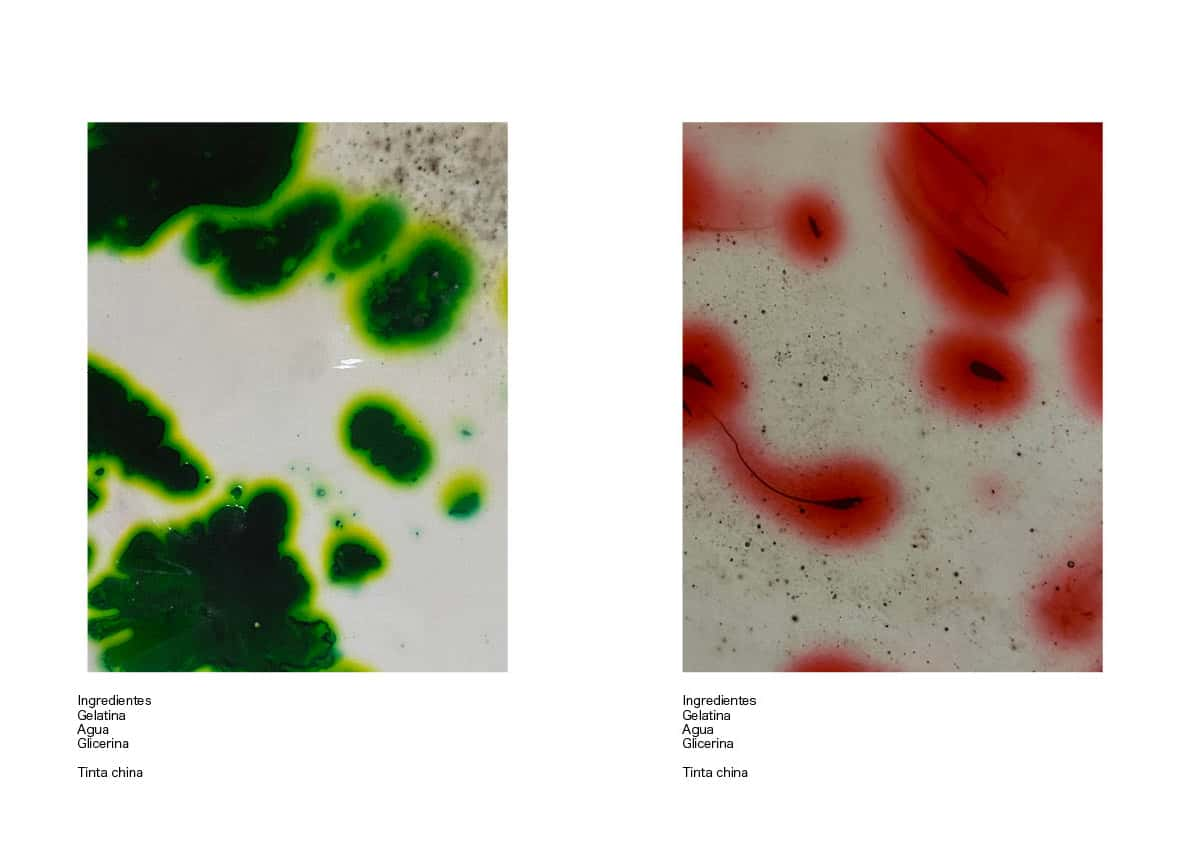 Ingredientes
Gelatina
Agua
Glicerina
Tinta china
Ingredientes
Gelatina
Agua
Glicerina
Tinta china